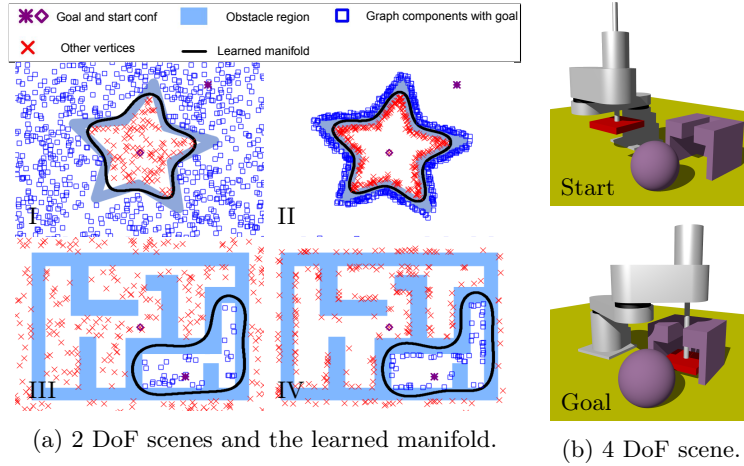 Goal and start conf Obstacle region Graph components with goal
Other vertices Learned manifold
I II
III IV
(a) 2 DoF scenes and the learned manifold.
Start
Goal
(b) 4 DoF scene.